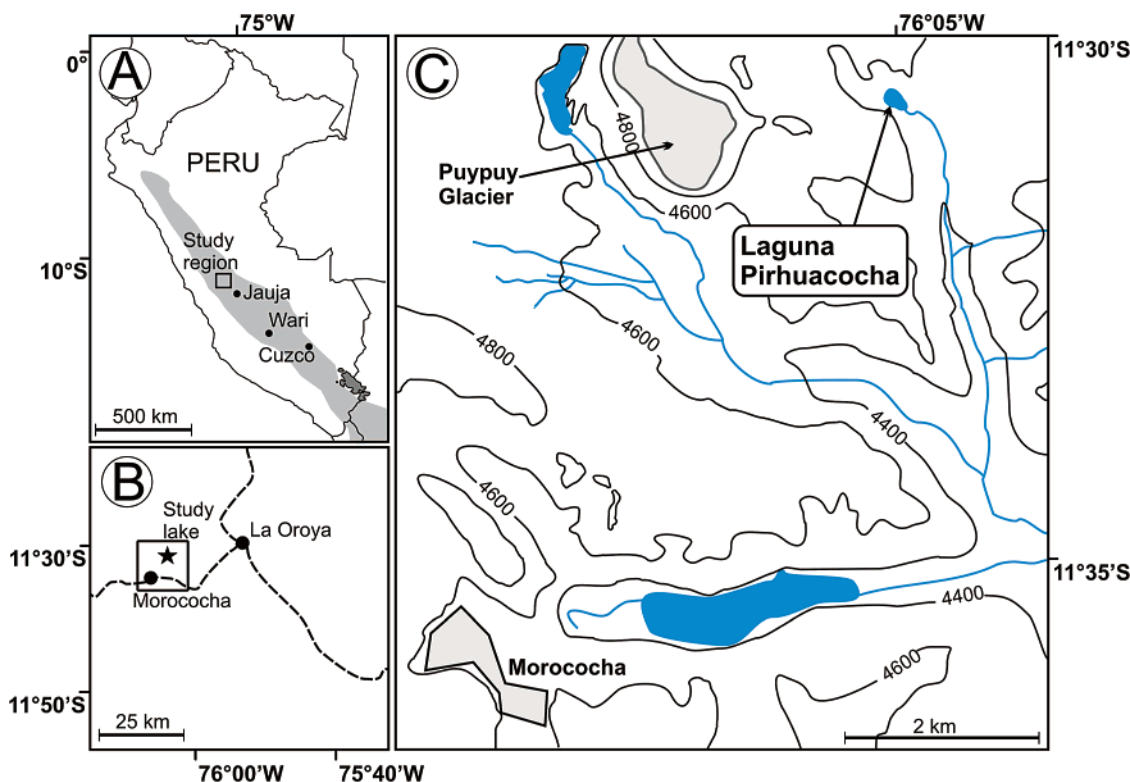 75°W
76°05'W
0°
A
PERU
Study
region
Jauja
Wari
Cuzco
10°S
500 km
C
11°30'S
4800
Puypuy
Glacier
4600
Laguna
Pirhuacocha
4600
4800
4400
4600
11°35'S
4400
Morococha
4600
2 km
B
Study
lake
La Oroya
11°30'S
Morococha
11°50'S
25 km
76°00'W
75°40'W